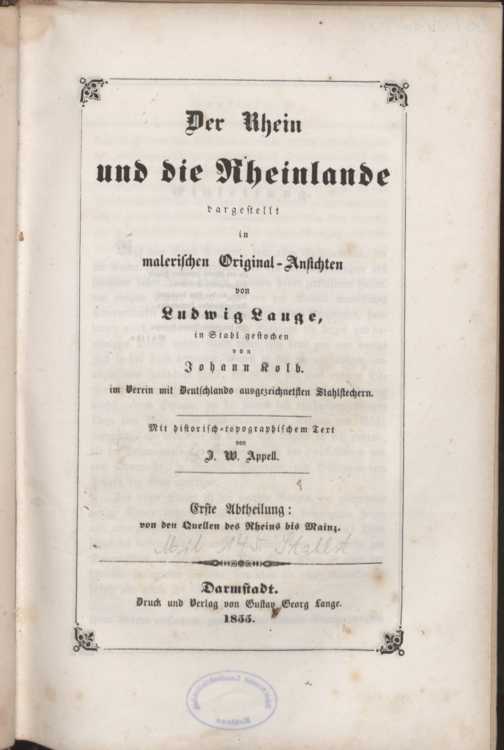 Der Rhein
und die Rheinlande
dargestellt
in
malerischen Original-Ansichten
von
Ludwig Lange,
in Stahl gestochen
von
Johann Kolb.
im Verein mit Deutschlands ausgezeichnetsten Stahlstechern.
Mit historisch-topographischem Text
von
J. W. Appell.
Erste Abtheilung:
von den Quellen des Rheins bis Mainz.
Mit 145
Darmstadt.
Druck und Verlag von Gustav Georg Lange.
1855.